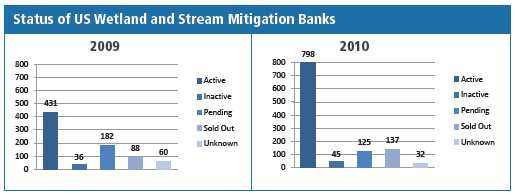 Status of US Wetland and Stream Mitigation Banks
2009
800
700
600
500
400
300
200
100
0
431
36
182
88
60
Active
Inactive
Pending
Sold Out
Unknown
2010
800
700
600
500
400
300
200
100
0
798
45
125
137
32
Active
Inactive
Pending
Sold Out
Unknown